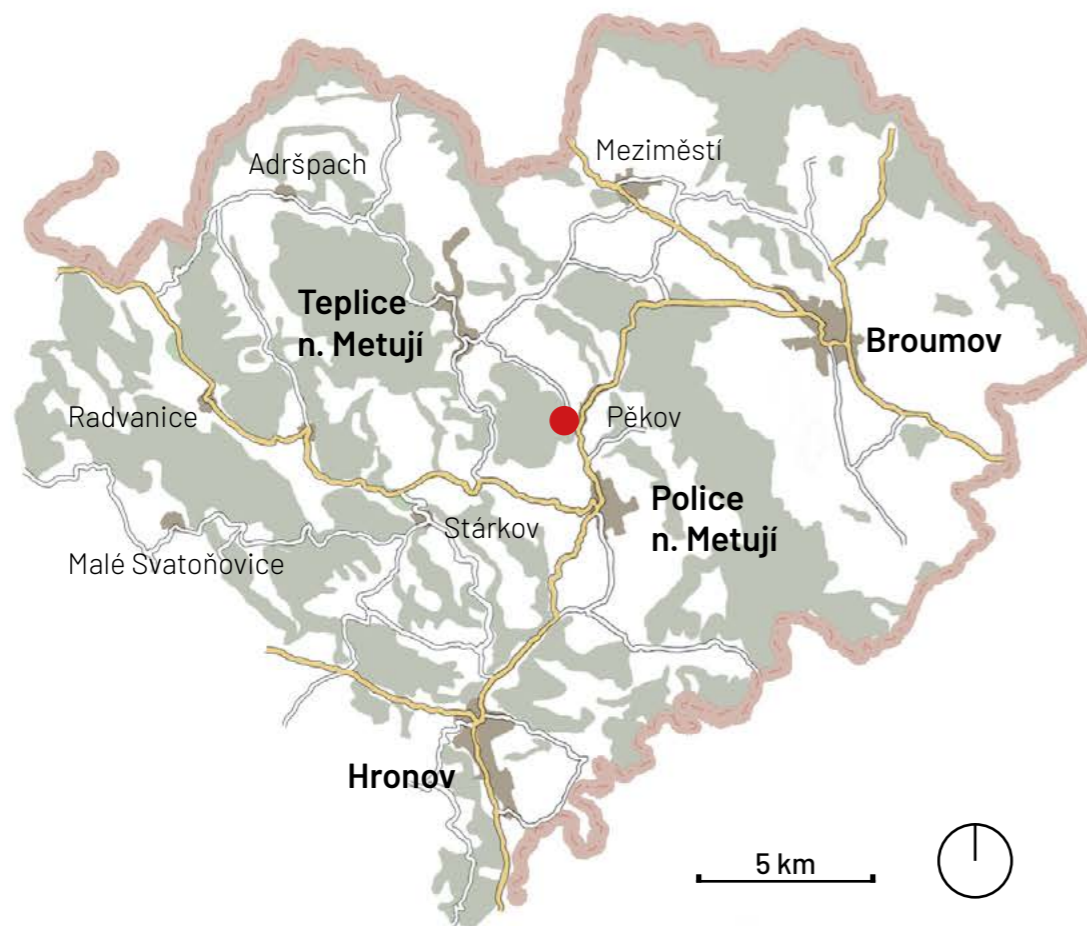 Meziměstí
Adršpach
Teplice
n. Metují
Broumov
Radvanice
Pěkov
Police
n. Metují
Stárkov
Malé Svatoňovice
Hronov
5 km